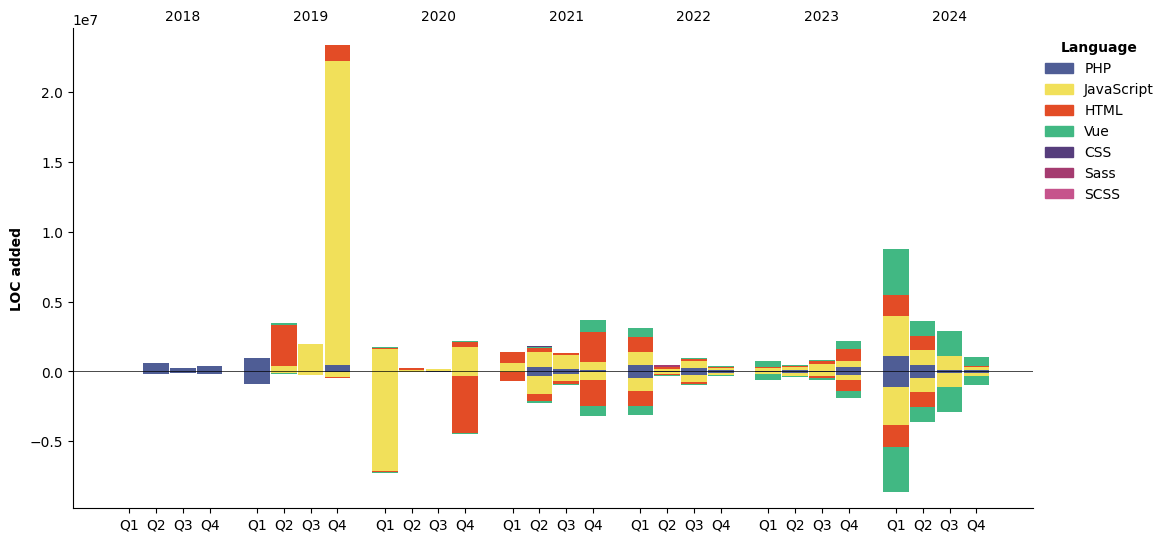 1e7
2018 2019 2020 2021 2022 2023 2024
Language
PHP
JavaScript
HTML
Vue
CSS
Sass
SCSS
LOC added
2.0
1.5
1.0
0.5
0.0
−0.5
Q1 Q2 Q3 Q4 Q1 Q2 Q3 Q4 Q1 Q2 Q3 Q4 Q1 Q2 Q3 Q4 Q1 Q2 Q3 Q4 Q1 Q2 Q3 Q4 Q1 Q2 Q3 Q4